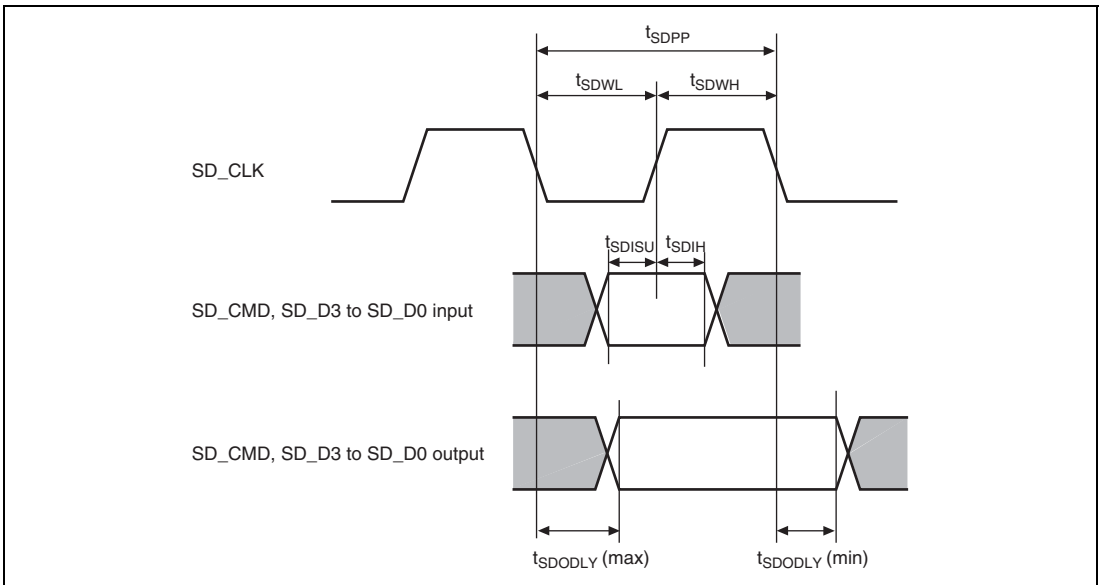 tSDPP
tSDWL tSDWH
SD_CLK
tSDISU tSDIH
SD_CMD, SD_D3 to SD_D0 input
SD_CMD, SD_D3 to SD_D0 output
tSDODLY (max) tSDODLY (min)